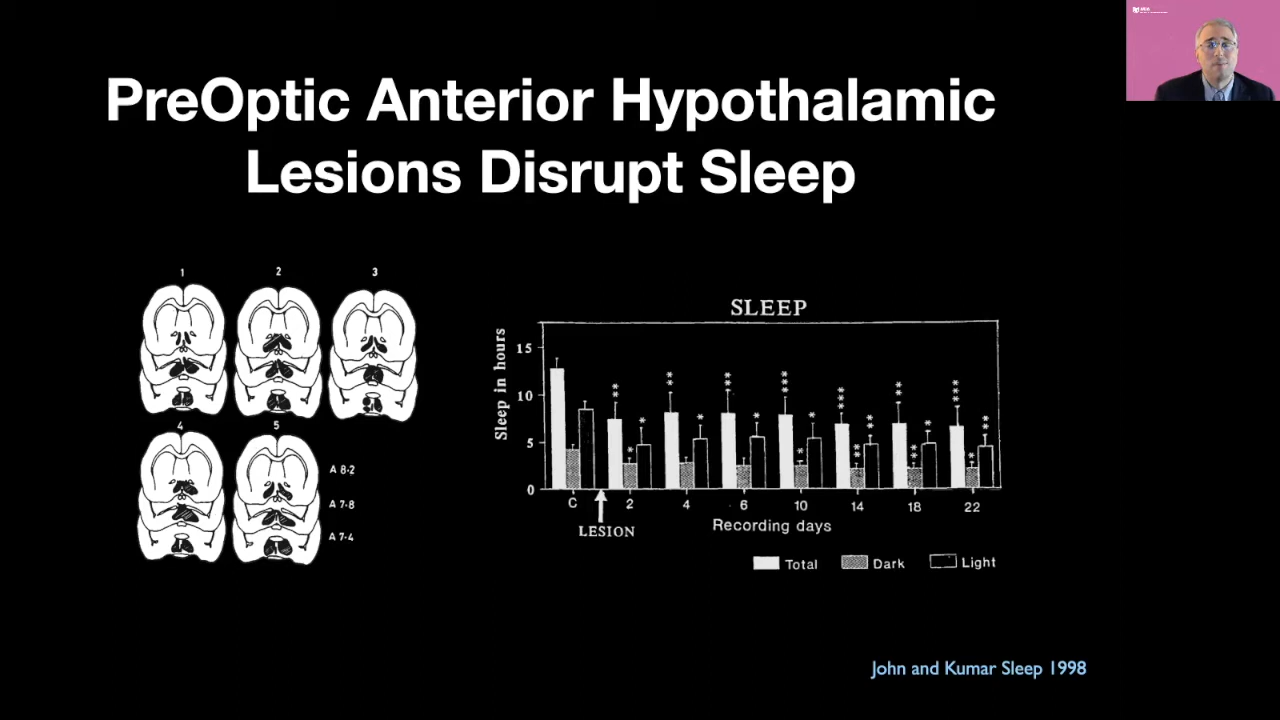 PreOptic Anterior Hypothalamic
Lesions Disrupt Sleep
1 2 3
4 5
A 8·2
A 7·8
A 7·4
SLEEP
Sleep in hours
15
10
5
0
** ** ** *** *** ** ***
* * * * ** * **
* * ** ** *
C 2 4 6 10 14 18 22
LESION
Recording days
Total Dark Light
John and Kumar Sleep 1998